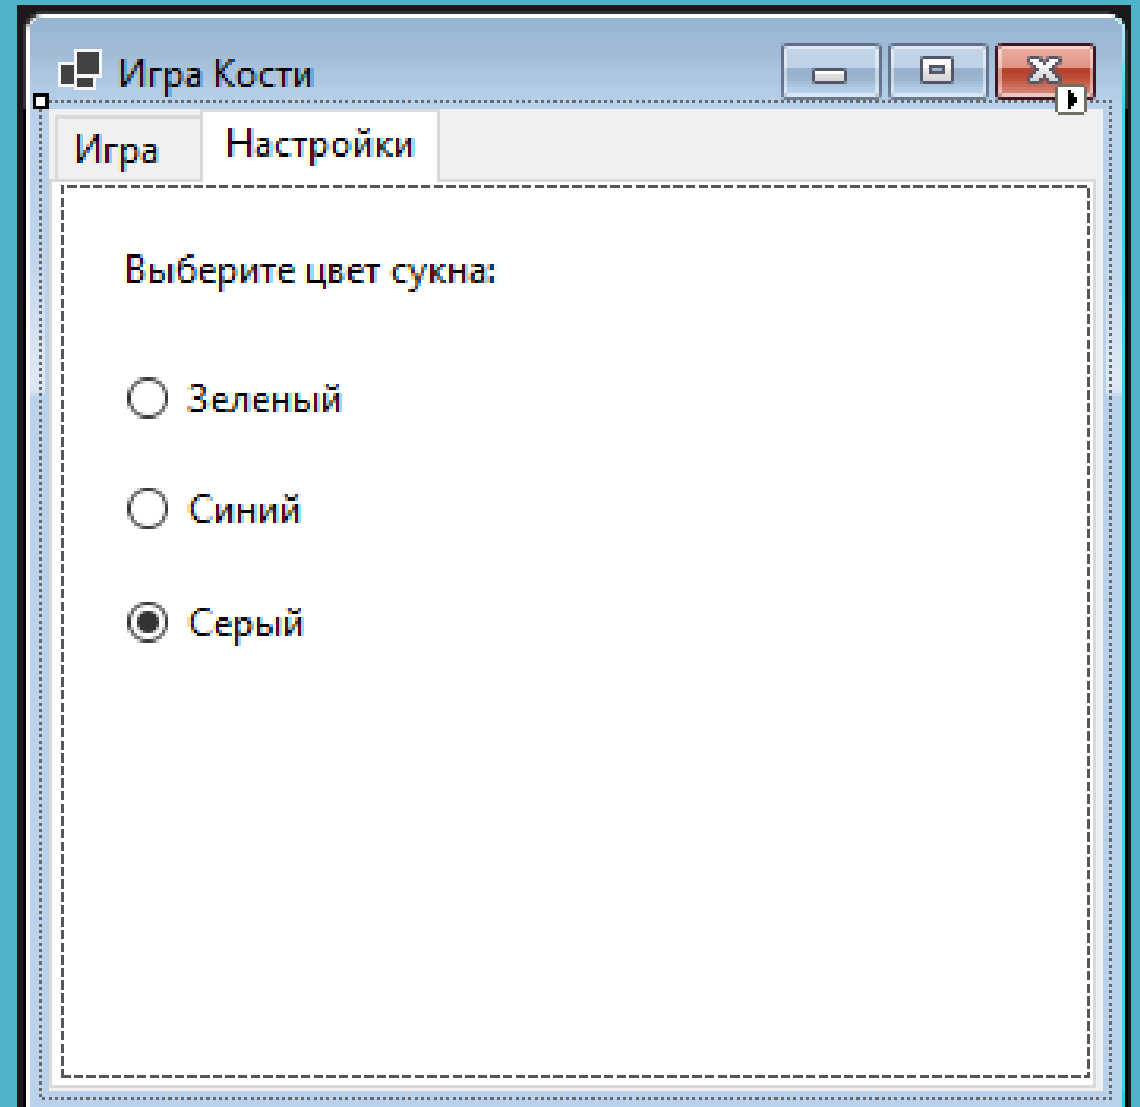 Игра Кости
Игра Настройки
Выберите цвет сукна:
Зеленый
Синий
Серый